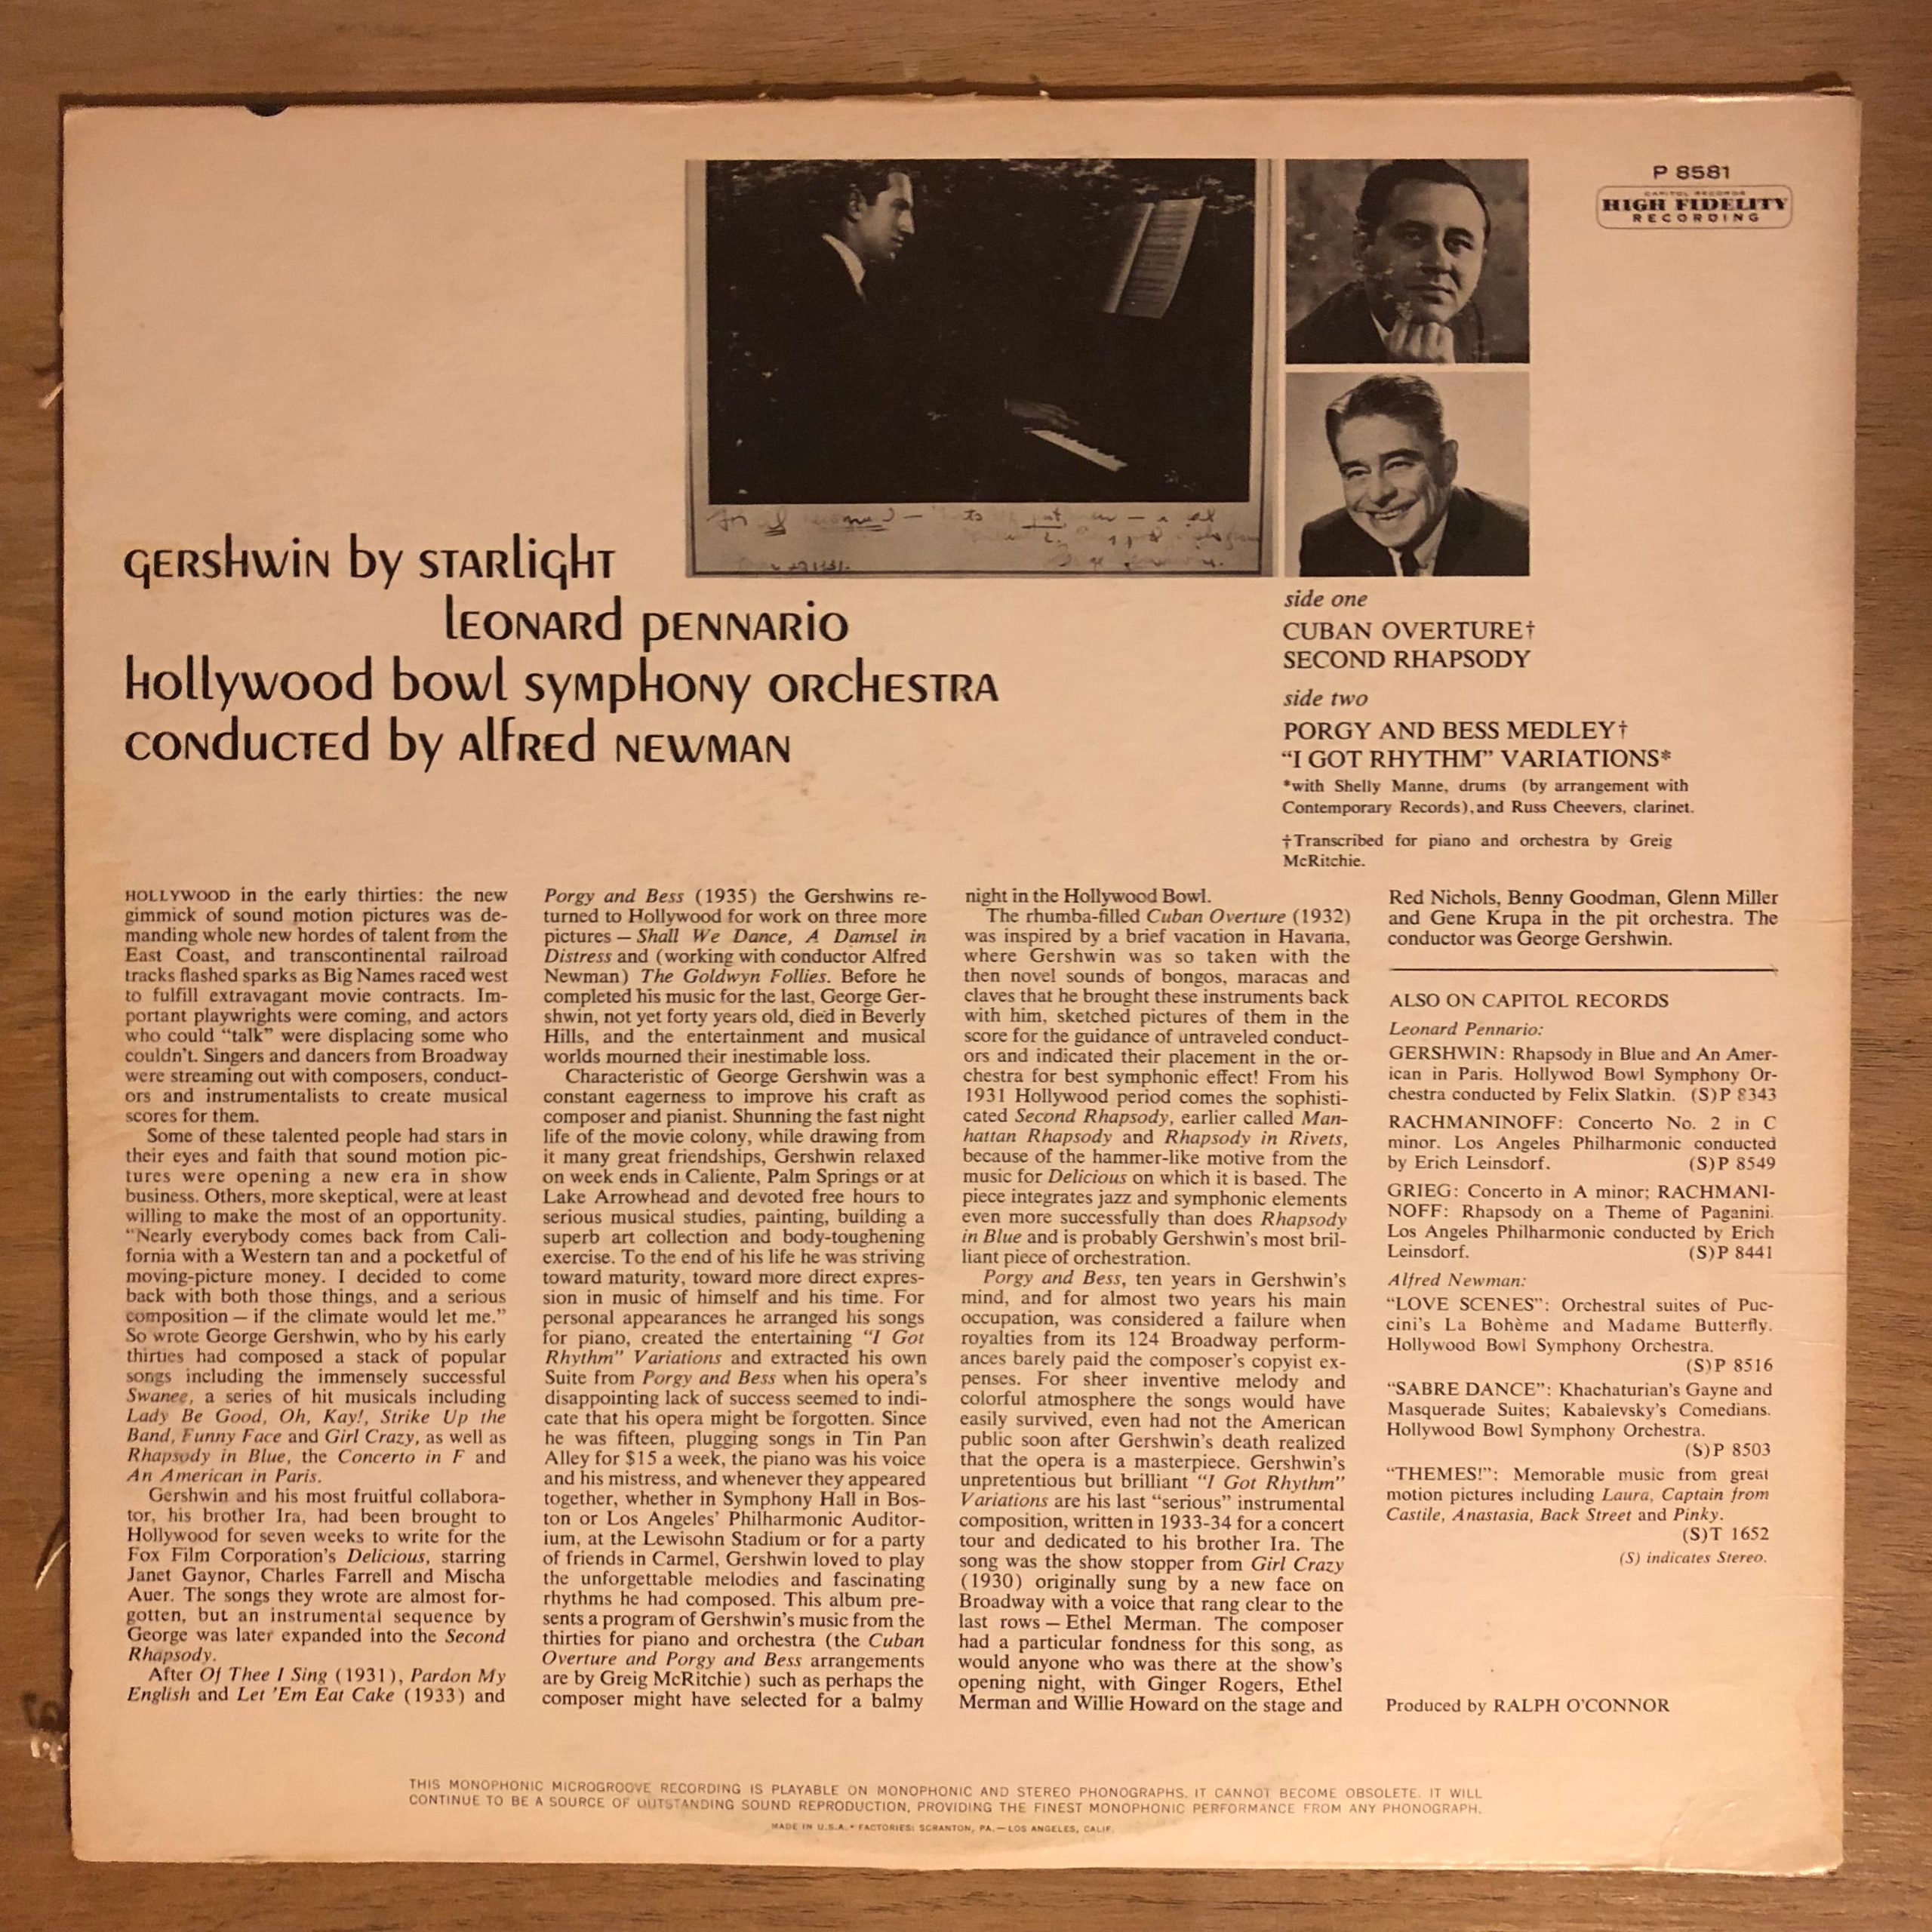 P 8581
CAPITOL RECORDS
HIGH FIDELITY
RECORDING
GERSHWIN by STARLIGHT
LEONARD PENNARIO
HOLLYWOOD BOWL SYMPHONY ORCHESTRA
CONDUCTED by ALFRED NEWMAN
side one
CUBAN OVERTURE†
SECOND RHAPSODY
side two
PORGY AND BESS MEDLEY†
“I GOT RHYTHM” VARIATIONS*
*with Shelly Manne, drums (by arrangement with
Contemporary Records), and Russ Cheevers, clarinet.
†Transcribed for piano and orchestra by Greig
McRitchie.
HOLLYWOOD in the early thirties: the new
gimmick of sound motion pictures was de-
manding whole new hordes of talent from the
East Coast, and transcontinental railroad
tracks flashed sparks as Big Names raced west
to fulfill extravagant movie contracts. Im-
portant playwrights were coming, and actors
who could “talk” were displacing some who
couldn't. Singers and dancers from Broadway
were streaming out with composers, conduct-
ors and instrumentalists to create musical
scores for them.
Some of these talented people had stars in
their eyes and faith that sound motion pic-
tures were opening a new era in show
business. Others, more skeptical, were at least
willing to make the most of an opportunity.
“Nearly everybody comes back from Cali-
fornia with a Western tan and a pocketful of
moving-picture money. I decided to come
back with both those things, and a serious
composition — if the climate would let me.”
So wrote George Gershwin, who by his early
thirties had composed a stack of popular
songs including the immensely successful
Swanee, a series of hit musicals including
Lady Be Good, Oh, Kay!, Strike Up the
Band, Funny Face and Girl Crazy, as well as
Rhapsody in Blue, the Concerto in F and
An American in Paris.
Gershwin and his most fruitful collabora-
tor, his brother Ira, had been brought to
Hollywood for seven weeks to write for the
Fox Film Corporation's Delicious, starring
Janet Gaynor, Charles Farrell and Mischa
Auer. The songs they wrote are almost for-
gotten, but an instrumental sequence by
George was later expanded into the Second
Rhapsody.
After Of Thee I Sing (1931), Pardon My
English and Let 'Em Eat Cake (1933) and
Porgy and Bess (1935) the Gershwins re-
turned to Hollywood for work on three more
pictures — Shall We Dance, A Damsel in
Distress and (working with conductor Alfred
Newman) The Goldwyn Follies. Before he
completed his music for the last, George Ger-
shwin, not yet forty years old, died in Beverly
Hills, and the entertainment and musical
worlds mourned their inestimable loss.
Characteristic of George Gershwin was a
constant eagerness to improve his craft as
composer and pianist. Shunning the fast night
life of the movie colony, while drawing from
it many great friendships, Gershwin relaxed
on week ends in Caliente, Palm Springs or at
Lake Arrowhead and devoted free hours to
serious musical studies, painting, building a
superb art collection and body-toughening
exercise. To the end of his life he was striving
toward maturity, toward more direct expres-
sion in music of himself and his time. For
personal appearances he arranged his songs
for piano, created the entertaining “I Got
Rhythm” Variations and extracted his own
Suite from Porgy and Bess when his opera's
disappointing lack of success seemed to indi-
cate that his opera might be forgotten. Since
he was fifteen, plugging songs in Tin Pan
Alley for $15 a week, the piano was his voice
and his mistress, and whenever they appeared
together, whether in Symphony Hall in Bos-
ton or Los Angeles' Philharmonic Auditor-
ium, at the Lewisohn Stadium or for a party
of friends in Carmel, Gershwin loved to play
the unforgettable melodies and fascinating
rhythms he had composed. This album pre-
sents a program of Gershwin's music from the
thirties for piano and orchestra (the Cuban
Overture and Porgy and Bess arrangements
are by Greig McRitchie) such as perhaps the
composer might have selected for a balmy
night in the Hollywood Bowl.
The rhumba-filled Cuban Overture (1932)
was inspired by a brief vacation in Havana,
where Gershwin was so taken with the
then novel sounds of bongos, maracas and
claves that he brought these instruments back
with him, sketched pictures of them in the
score for the guidance of untraveled conduct-
ors and indicated their placement in the or-
chestra for best symphonic effect! From his
1931 Hollywood period comes the sophisti-
cated Second Rhapsody, earlier called Man-
hattan Rhapsody and Rhapsody in Rivets,
because of the hammer-like motive from the
music for Delicious on which it is based. The
piece integrates jazz and symphonic elements
even more successfully than does Rhapsody
in Blue and is probably Gershwin's most bril-
liant piece of orchestration.
Porgy and Bess, ten years in Gershwin's
mind, and for almost two years his main
occupation, was considered a failure when
royalties from its 124 Broadway perform-
ances barely paid the composer's copyist ex-
penses. For sheer inventive melody and
colorful atmosphere the songs would have
easily survived, even had not the American
public soon after Gershwin's death realized
that the opera is a masterpiece. Gershwin's
unpretentious but brilliant “I Got Rhythm”
Variations are his last “serious” instrumental
composition, written in 1933-34 for a concert
tour and dedicated to his brother Ira. The
song was the show stopper from Girl Crazy
(1930) originally sung by a new face on
Broadway with a voice that rang clear to the
last rows — Ethel Merman. The composer
had a particular fondness for this song, as
would anyone who was there at the show's
opening night, with Ginger Rogers, Ethel
Merman and Willie Howard on the stage and
Red Nichols, Benny Goodman, Glenn Miller
and Gene Krupa in the pit orchestra. The
conductor was George Gershwin.
ALSO ON CAPITOL RECORDS
Leonard Pennario:
GERSHWIN: Rhapsody in Blue and An Amer-
ican in Paris. Hollywod Bowl Symphony Or-
chestra conducted by Felix Slatkin. (S)P 8343
RACHMANINOFF: Concerto No. 2 in C
minor. Los Angeles Philharmonic conducted
by Erich Leinsdorf. (S)P 8549
GRIEG: Concerto in A minor; RACHMANI-
NOFF: Rhapsody on a Theme of Paganini.
Los Angeles Philharmonic conducted by Erich
Leinsdorf. (S)P 8441
Alfred Newman:
“LOVE SCENES”: Orchestral suites of Puc-
cini's La Bohème and Madame Butterfly.
Hollywood Bowl Symphony Orchestra.
(S)P 8516
“SABRE DANCE”: Khachaturian's Gayne and
Masquerade Suites; Kabalevsky's Comedians.
Hollywood Bowl Symphony Orchestra.
(S)P 8503
“THEMES!”: Memorable music from great
motion pictures including Laura, Captain from
Castile, Anastasia, Back Street and Pinky.
(S)T 1652
(S) indicates Stereo.
Produced by RALPH O'CONNOR
THIS MONOPHONIC MICROGROOVE RECORDING IS PLAYABLE ON MONOPHONIC AND STEREO PHONOGRAPHS. IT CANNOT BECOME OBSOLETE. IT WILL
CONTINUE TO BE A SOURCE OF OUTSTANDING SOUND REPRODUCTION, PROVIDING THE FINEST MONOPHONIC PERFORMANCE FROM ANY PHONOGRAPH.
MADE IN U.S.A. • FACTORIES: SCRANTON, PA. — LOS ANGELES, CALIF.